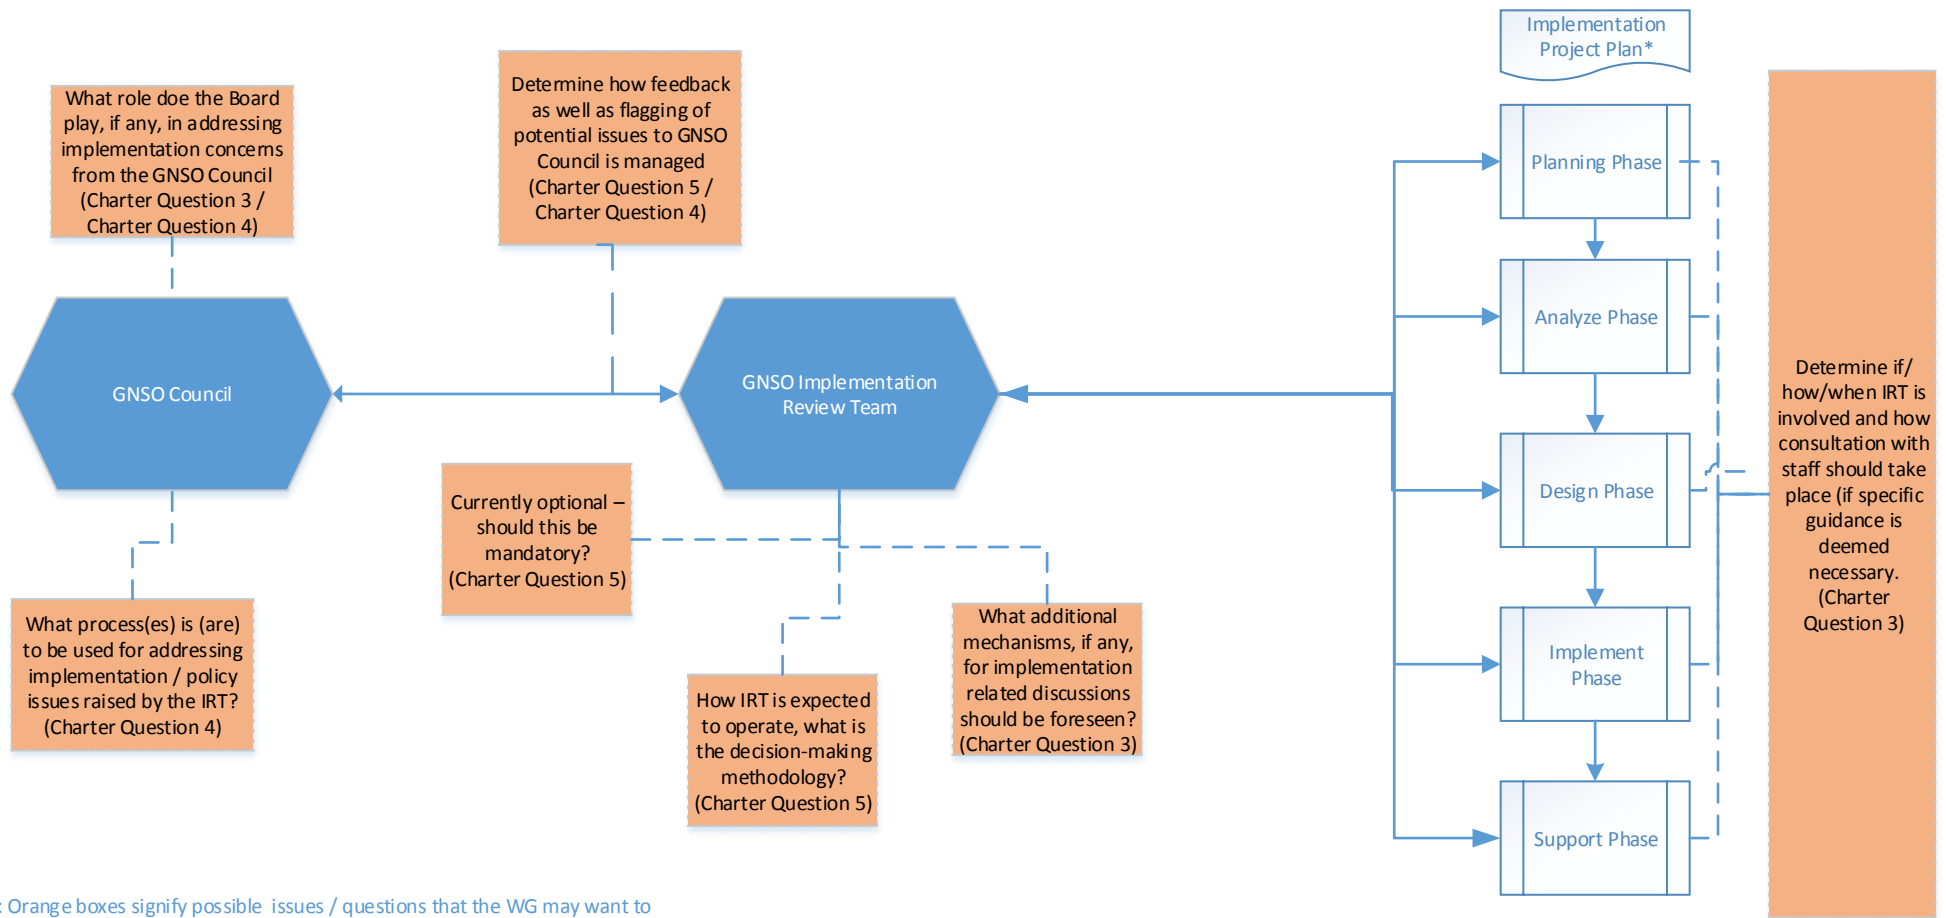 Implementation
Project Plan*
What role doe the Board
play, if any, in addressing
implementation concerns
from the GNSO Council
(Charter Question 3 /
Charter Question 4)
Determine how feedback
as well as flagging of
potential issues to GNSO
Council is managed
(Charter Question 5 /
Charter Question 4)
Planning Phase
Analyze Phase
GNSO Council
GNSO Implementation
Review Team
Determine if/
how/when IRT is
involved and how
consultation with
staff should take
place (if specific
guidance is
deemed
necessary.
(Charter
Question 3)
Currently optional –
should this be
mandatory?
(Charter Question 5)
Design Phase
What process(es) is (are)
to be used for addressing
implementation / policy
issues raised by the IRT?
(Charter Question 4)
How IRT is expected
to operate, what is
the decision-making
methodology?
(Charter Question 5)
What additional
mechanisms, if any,
for implementation
related discussions
should be foreseen?
(Charter Question 3)
Implement
Phase
Support Phase
: Orange boxes signify possible issues / questions that the WG may want to